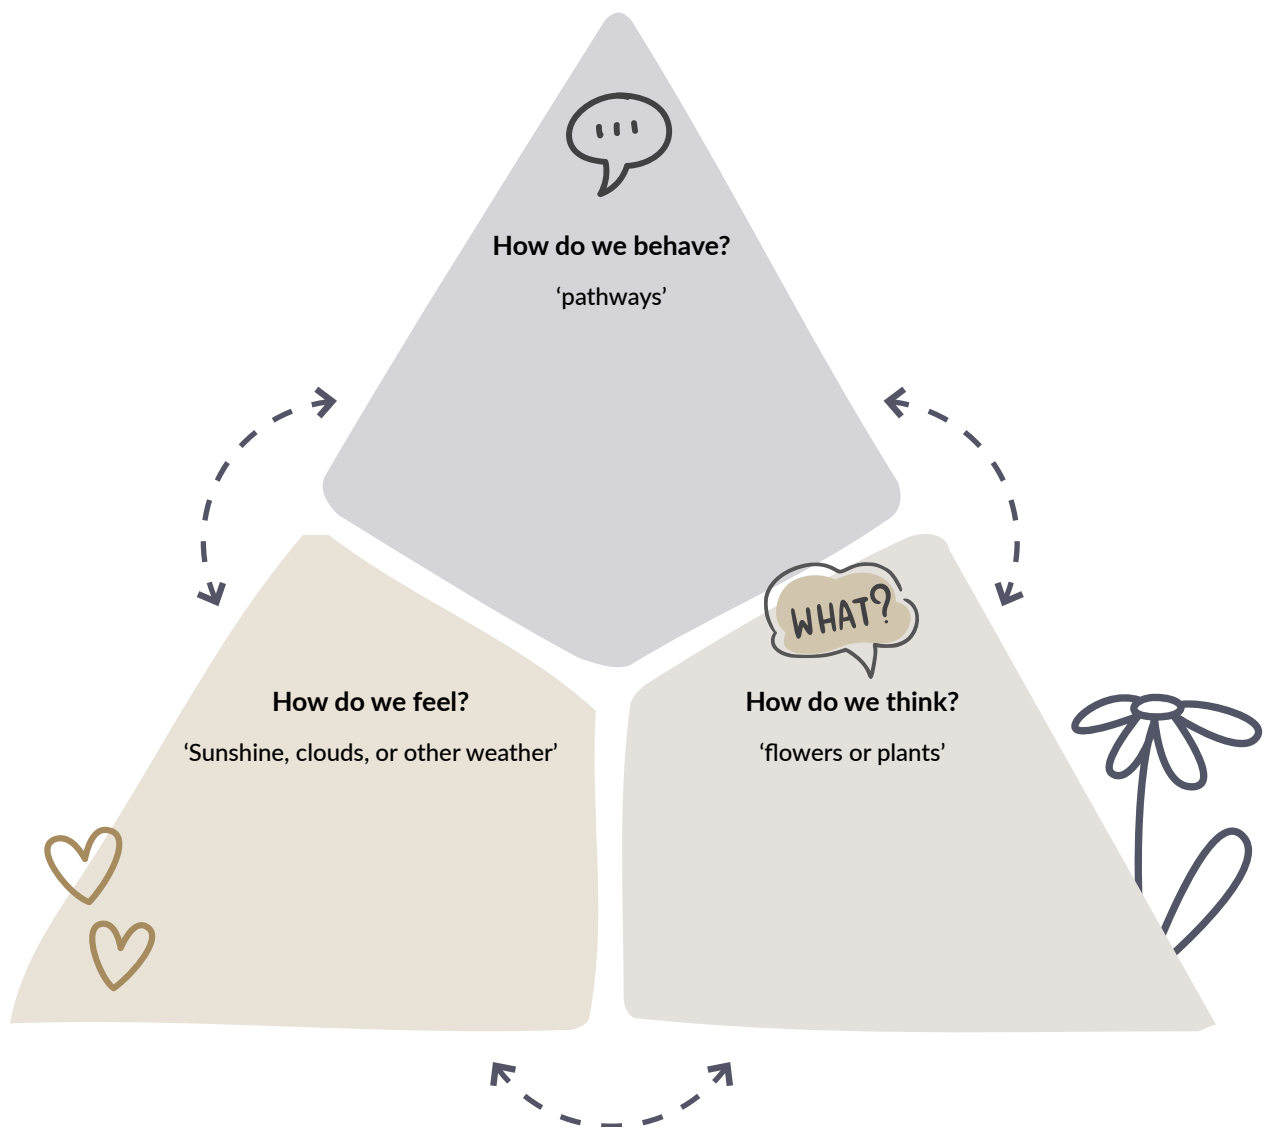 How do we behave?
‘pathways’
WHAT?
How do we feel?
‘Sunshine, clouds, or other weather’
How do we think?
‘flowers or plants’